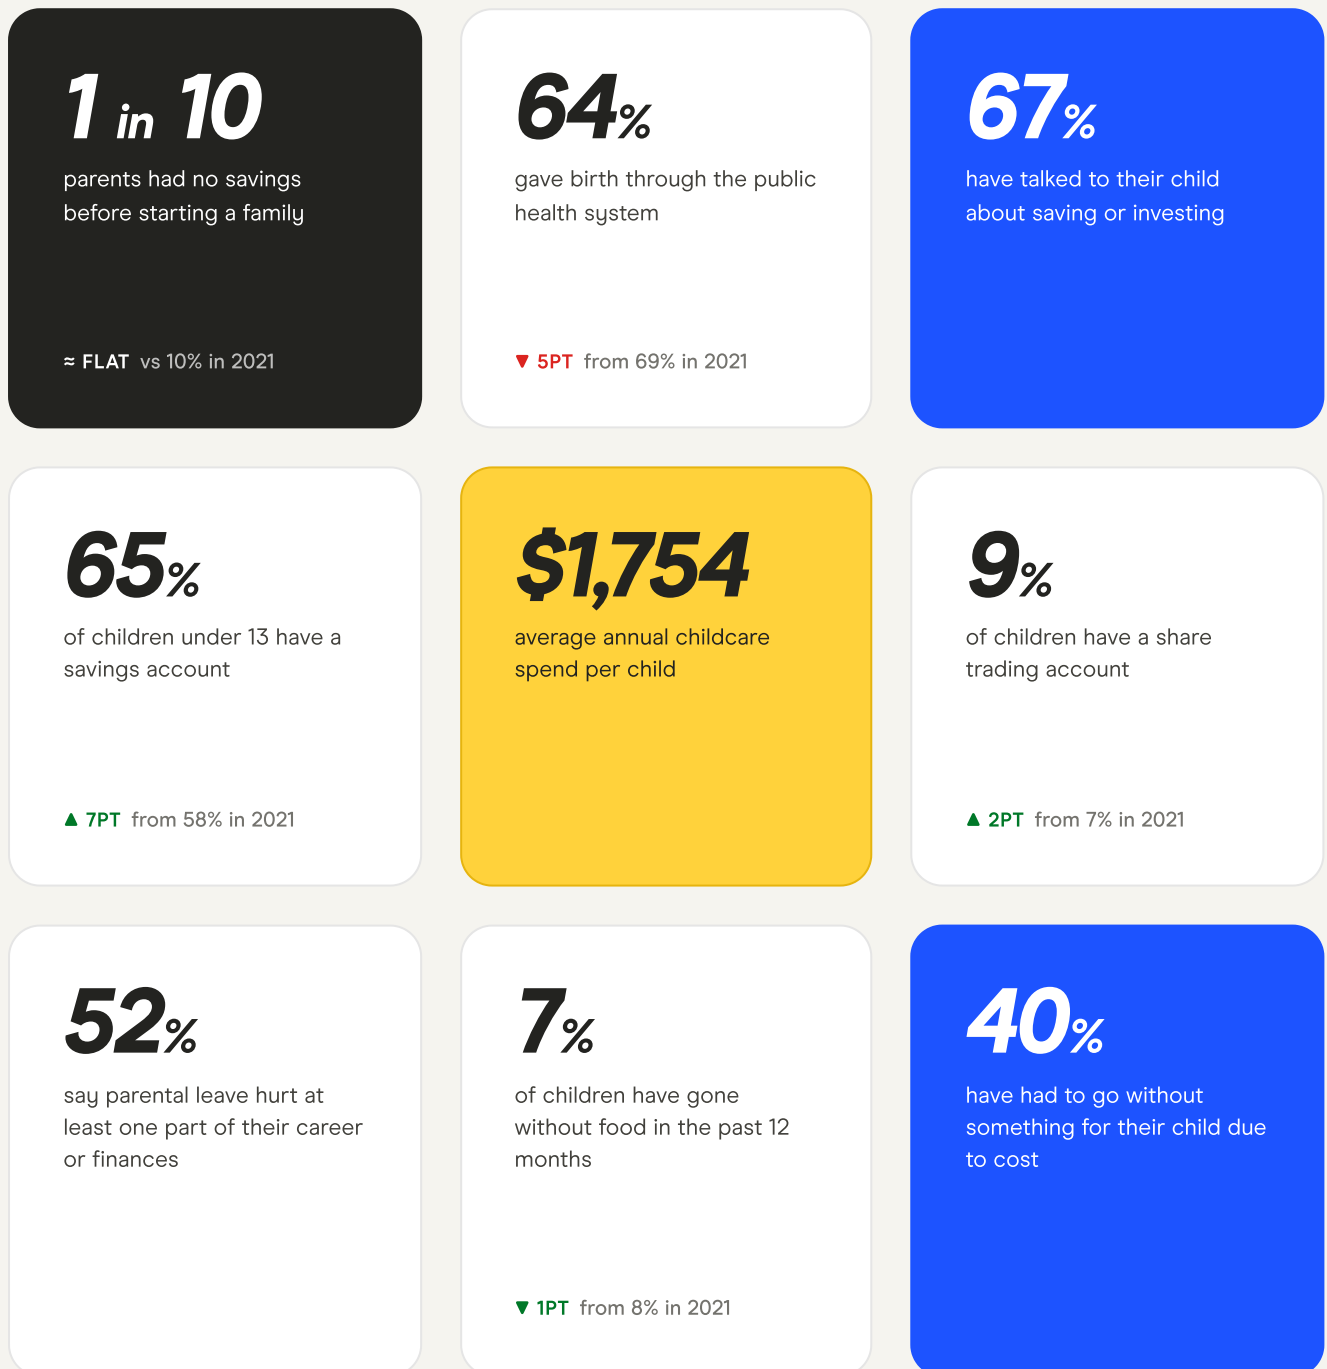 1 in 10
parents had no savings
before starting a family
≈ FLAT vs 10% in 2021
64%
gave birth through the public
health system
▼ 5PT from 69% in 2021
67%
have talked to their child
about saving or investing
65%
of children under 13 have a
savings account
▲ 7PT from 58% in 2021
$1,754
average annual childcare
spend per child
9%
of children have a share
trading account
▲ 2PT from 7% in 2021
52%
say parental leave hurt at
least one part of their career
or finances
7%
of children have gone
without food in the past 12
months
▼ 1PT from 8% in 2021
40%
have had to go without
something for their child due
to cost